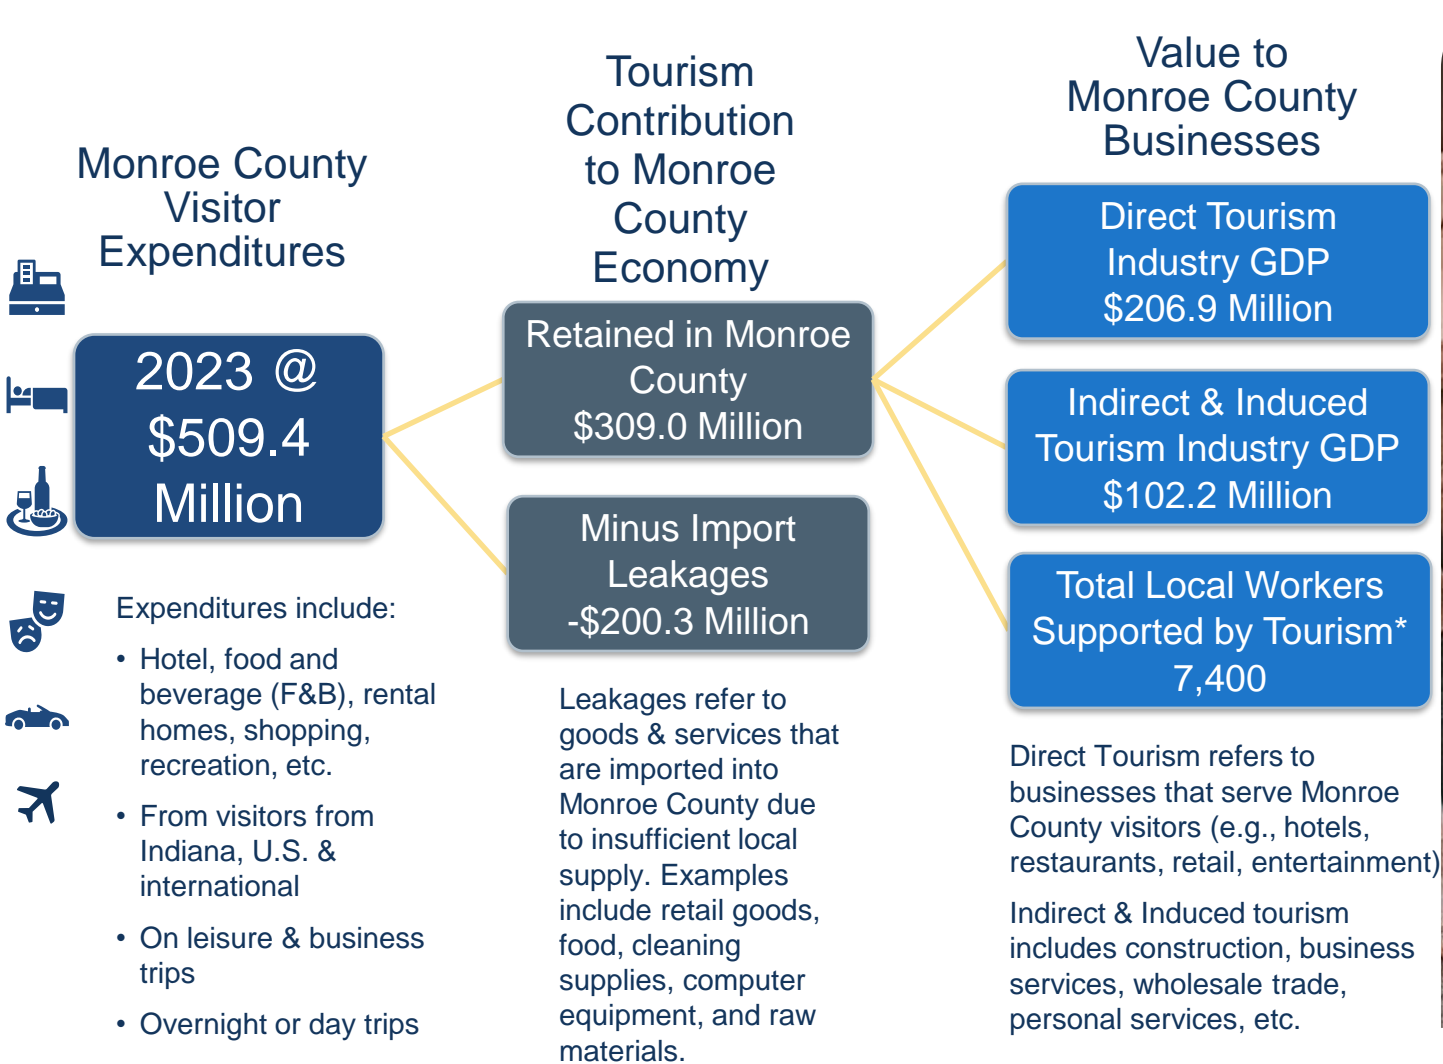 Monroe County
Visitor
Expenditures
2023 @
$509.4
Million
Expenditures include:
• Hotel, food and
beverage (F&B), rental
homes, shopping,
recreation, etc.
• From visitors from
Indiana, U.S. &
international
• On leisure & business
trips
• Overnight or day trips
Tourism
Contribution
to Monroe
County
Economy
Retained in Monroe
County
$309.0 Million
Minus Import
Leakages
-$200.3 Million
Leakages refer to
goods & services that
are imported into
Monroe County due
to insufficient local
supply. Examples
include retail goods,
food, cleaning
supplies, computer
equipment, and raw
materials.
Value to
Monroe County
Businesses
Direct Tourism
Industry GDP
$206.9 Million
Indirect & Induced
Tourism Industry GDP
$102.2 Million
Total Local Workers
Supported by Tourism*
7,400
Direct Tourism refers to
businesses that serve Monroe
County visitors (e.g., hotels,
restaurants, retail, entertainment)
Indirect & Induced tourism
includes construction, business
services, wholesale trade,
personal services, etc.